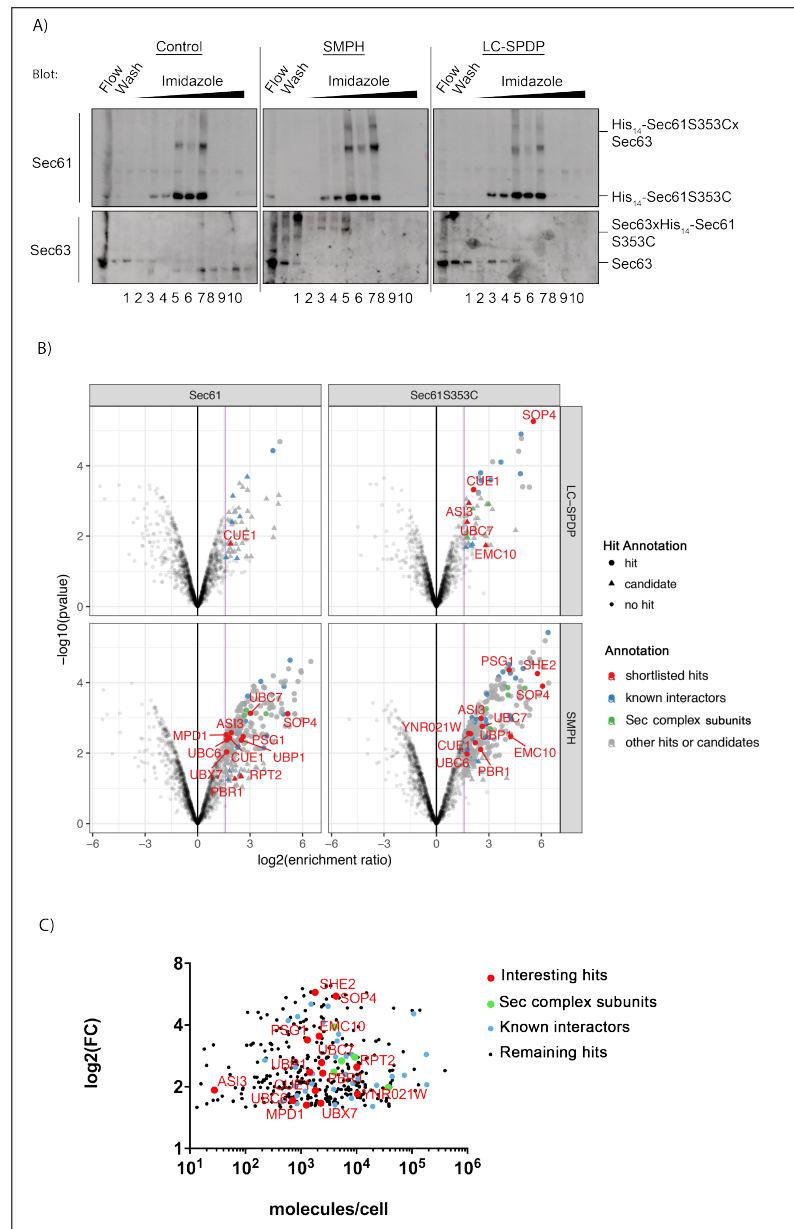 A)
Control
SMPH
LC-SPDP
Blot:
Flow
Wash
Imidazole
Flow
Wash
Imidazole
Flow
Wash
Imidazole
Sec61
His14-Sec61S353Cx
Sec63
His14-Sec61S353C
Sec63
Sec63xHis14-Sec61
S353C
Sec63
1 2 3 4 5 6 7 8 9 10
1 2 3 4 5 6 7 8 9 10
1 2 3 4 5 6 7 8 9 10
B)
Sec61
Sec61S353C
SOP4
CUE1
ASI3
UBC7
EMC10
CUE1
LC-SPDP
4
2
0
−log10(pvalue)
UBC7
ASI3
SOP4
MPD1
PSG1
UBC6
CUE1
UBP1
UBX7
RPT2
PBR1
PSG1
SHE2
SOP4
ASI3
YNR021W
UBC7
UBP1
CUE1
EMC10
UBC6
PBR1
SMPH
6
4
2
0
−6 −3 0 3 6
−6 −3 0 3 6
log2(enrichment ratio)
Hit Annotation
hit
candidate
no hit
Annotation
shortlisted hits
known interactors
Sec complex subunits
other hits or candidates
C)
8
4
2
1
log2(FC)
SHE2
SOP4
EMC10
PSG1
UBC7
UBP1
RPT2
ASI3
CUE1
YNR021W
UBC6
MPD1
UBX7
10^1 10^2 10^3 10^4 10^5 10^6
molecules/cell
Interesting hits
Sec complex subunits
Known interactors
Remaining hits